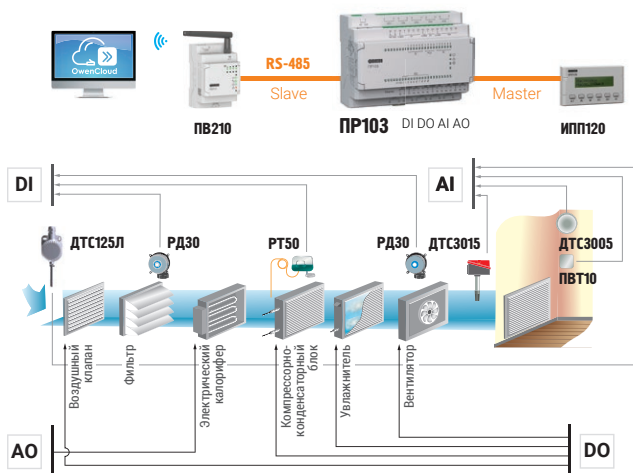 OwenCloud
RS-485
Slave
Master
ПВ210
ПР103
DI DO AI AO
ИПП120
DI
AI
ДТС125Л
РД30
РТ50
РД30
ДТС3015
ДТС3005
ПВТ10
Воздушный
клапан
Фильтр
Электрический
калорифер
Компрессорно-
конденсаторный
блок
Увлажнитель
Вентилятор
AO
DO